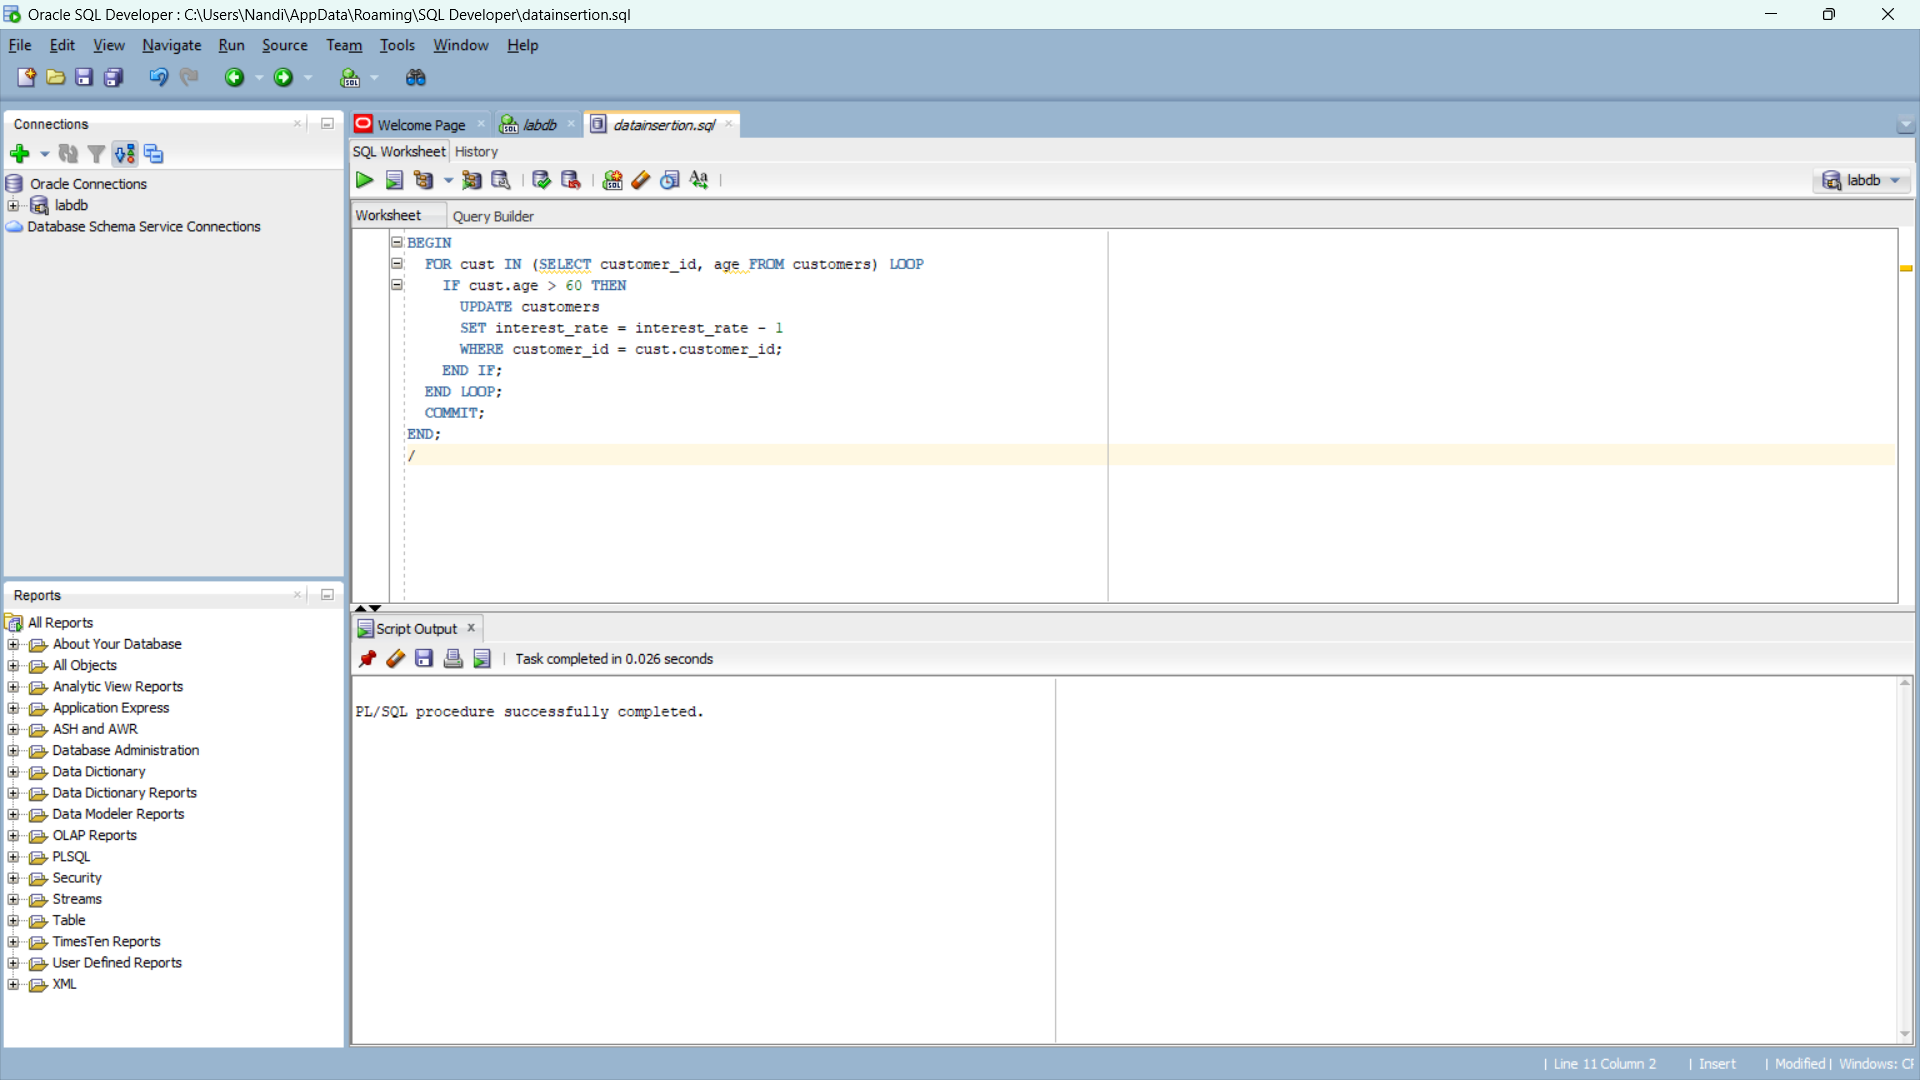 Oracle SQL Developer : C:\Users\Nandi\AppData\Roaming\SQL Developer\datainsertion.sql
File Edit View Navigate Run Source Team Tools Window Help
Connections
Oracle Connections
labdb
Database Schema Service Connections
Reports
All Reports
About Your Database
All Objects
Analytic View Reports
Application Express
ASH and AWR
Database Administration
Data Dictionary
Data Dictionary Reports
Data Modeler Reports
OLAP Reports
PLSQL
Security
Streams
Table
TimesTen Reports
User Defined Reports
XML
Welcome Page labdb datainsertion.sql
SQL Worksheet History
labdb
Worksheet Query Builder
BEGIN
FOR cust IN (SELECT customer_id, age FROM customers) LOOP
IF cust.age > 60 THEN
UPDATE customers
SET interest_rate = interest_rate - 1
WHERE customer_id = cust.customer_id;
END IF;
END LOOP;
COMMIT;
END;
/
Script Output
Task completed in 0.026 seconds
PL/SQL procedure successfully completed.
Line 11 Column 2 | Insert | Modified | Windows: